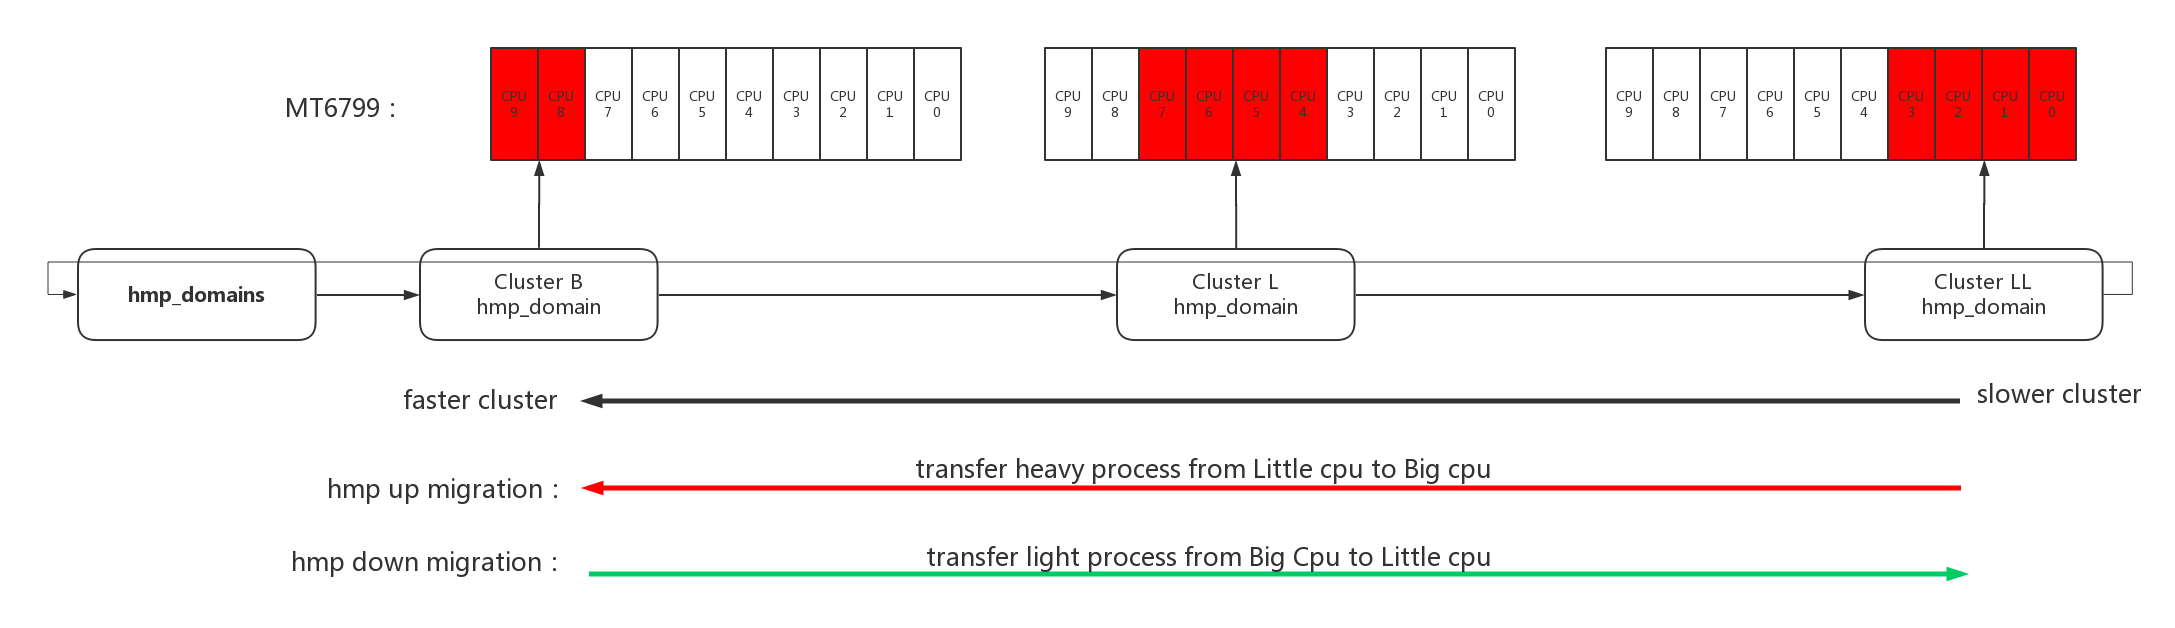 CPU CPU CPU CPU CPU CPU CPU CPU CPU CPU
9 8 7 6 5 4 3 2 1 0
CPU CPU CPU CPU CPU CPU CPU CPU CPU CPU
9 8 7 6 5 4 3 2 1 0
CPU CPU CPU CPU CPU CPU CPU CPU CPU CPU
9 8 7 6 5 4 3 2 1 0
MT6799：
hmp_domains
Cluster B
hmp_domain
Cluster L
hmp_domain
Cluster LL
hmp_domain
faster cluster
slower cluster
hmp up migration：
transfer heavy process from Little cpu to Big cpu
hmp down migration：
transfer light process from Big Cpu to Little cpu